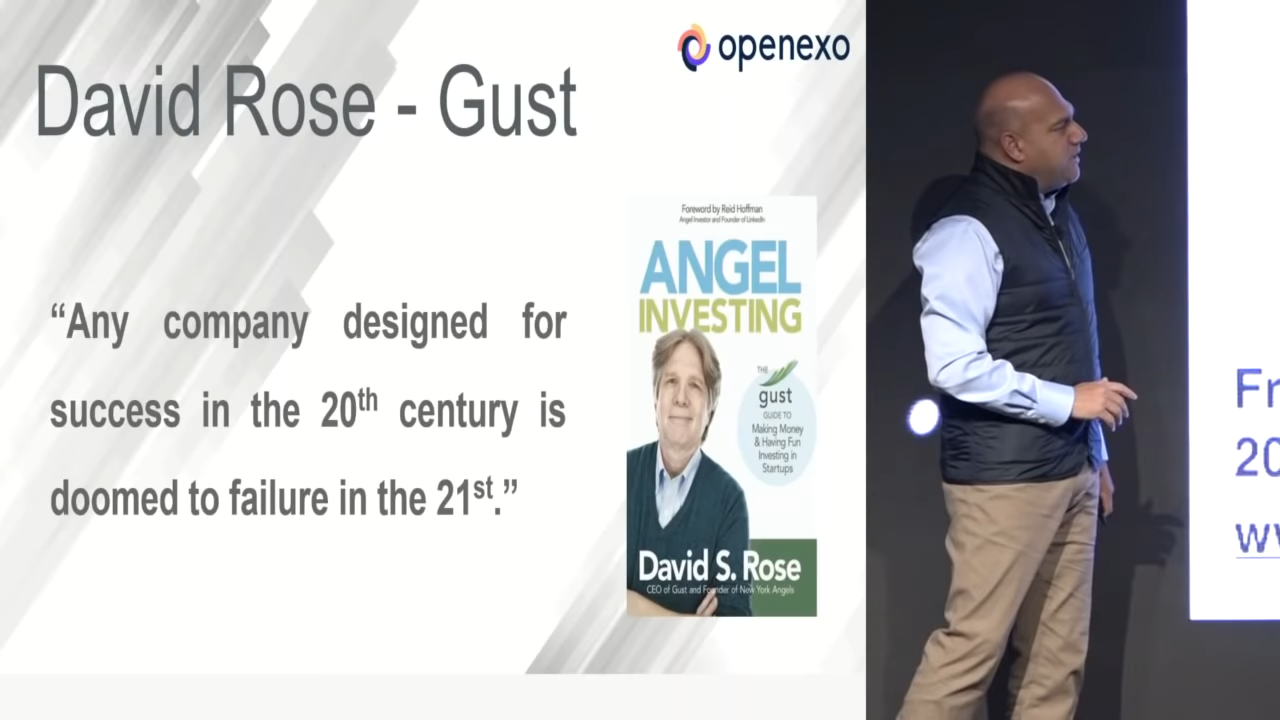 openexo
David Rose - Gust
“Any company designed for
success in the 20th century is
doomed to failure in the 21st.”
Foreword by Reid Hoffman
Angel Investor and Founder of LinkedIn
ANGEL
INVESTING
THE
gust
GUIDE TO
Making Money
& Having Fun
Investing in
Startups
David S. Rose
CEO of Gust and Founder of New York Angels
Fr
20